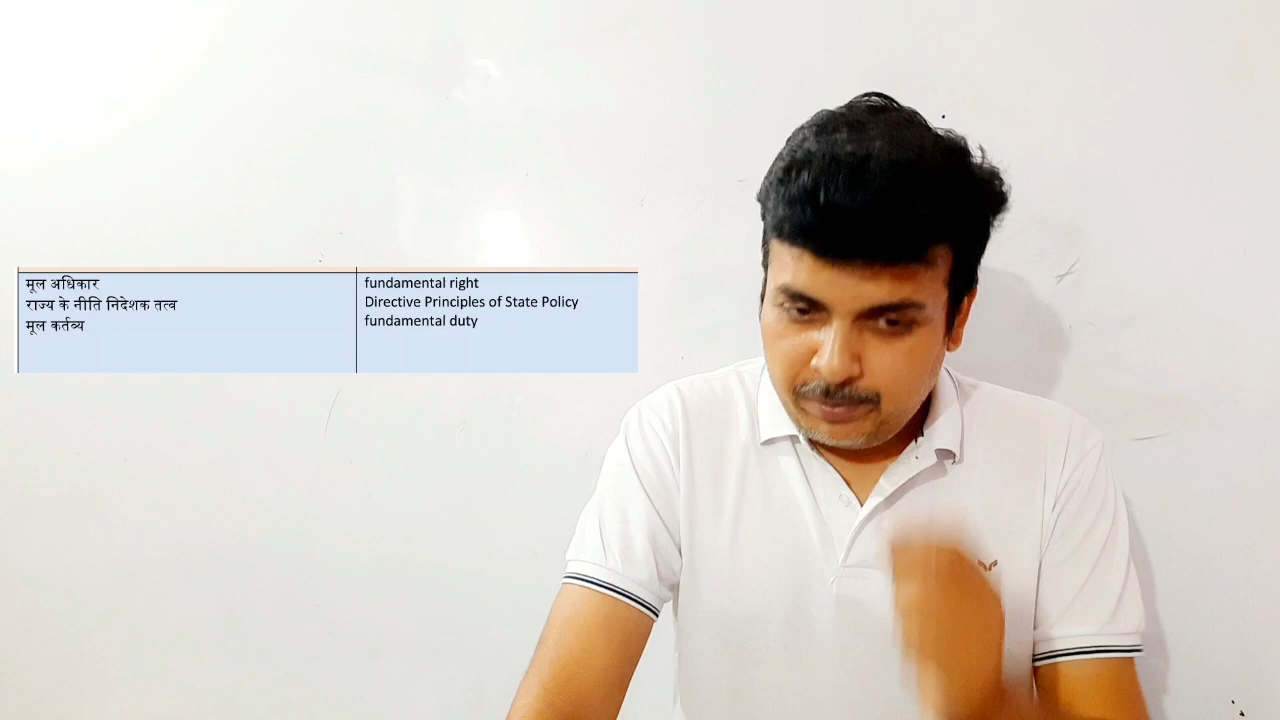 मूल अधिकार
राज्य के नीति निदेशक तत्व
मूल कर्तव्य
fundamental right
Directive Principles of State Policy
fundamental duty